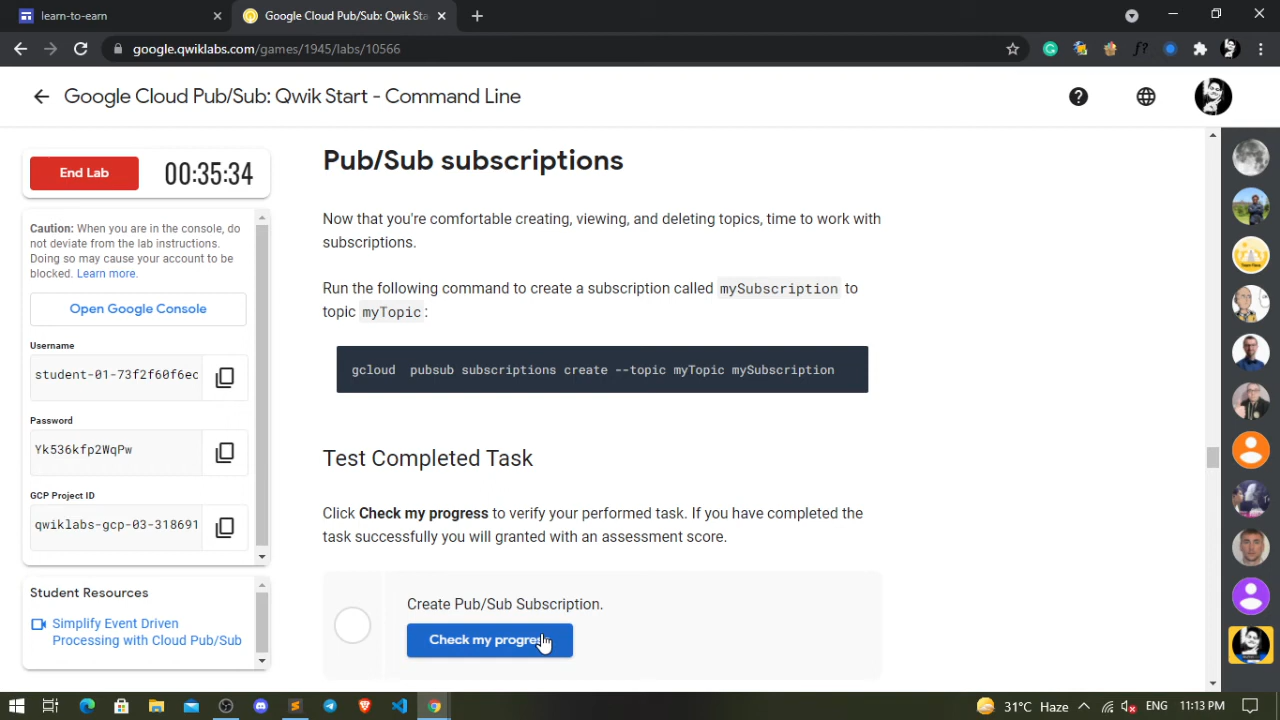 learn-to-earn
Google Cloud Pub/Sub: Qwik Sta
google.qwiklabs.com/games/1945/labs/10566
Google Cloud Pub/Sub: Qwik Start - Command Line
End Lab
00:35:34
Caution: When you are in the console, do
not deviate from the lab instructions.
Doing so may cause your account to be
blocked. Learn more.
Open Google Console
Username
student-01-73f2f60f6ec
Password
Yk536kfp2WqPw
GCP Project ID
qwiklabs-gcp-03-318691
Student Resources
Simplify Event Driven
Processing with Cloud Pub/Sub
Pub/Sub subscriptions
Now that you're comfortable creating, viewing, and deleting topics, time to work with
subscriptions.
Run the following command to create a subscription called mySubscription to
topic myTopic:
gcloud  pubsub subscriptions create --topic myTopic mySubscription
Test Completed Task
Click Check my progress to verify your performed task. If you have completed the
task successfully you will granted with an assessment score.
Create Pub/Sub Subscription.
Check my progress
31°C Haze
ENG
11:13 PM